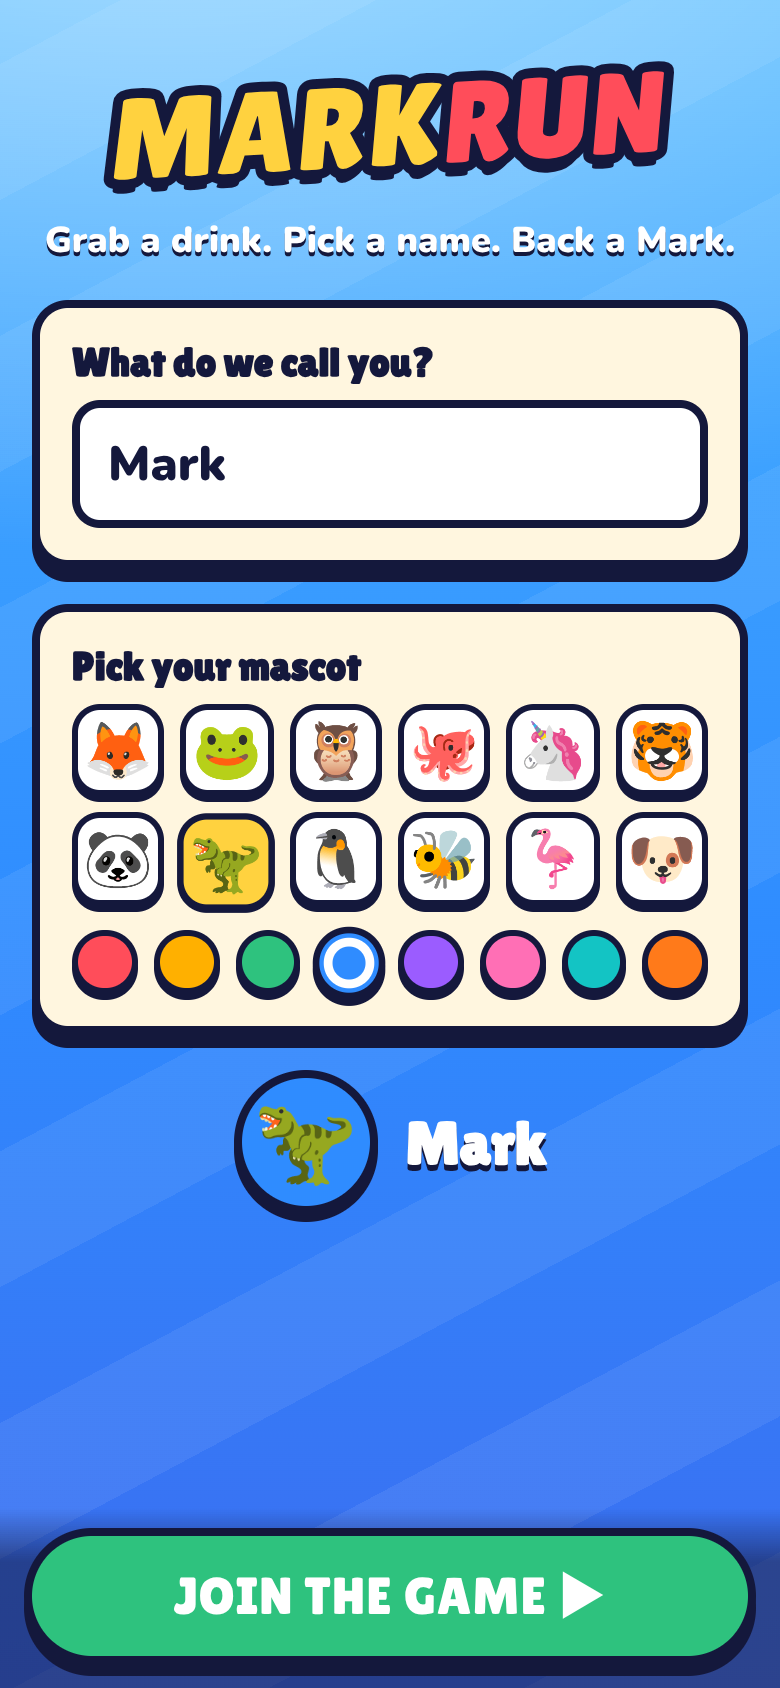 MARKRUN
Grab a drink. Pick a name. Back a Mark.
What do we call you?
Mark
Pick your mascot
Mark
JOIN THE GAME ▶